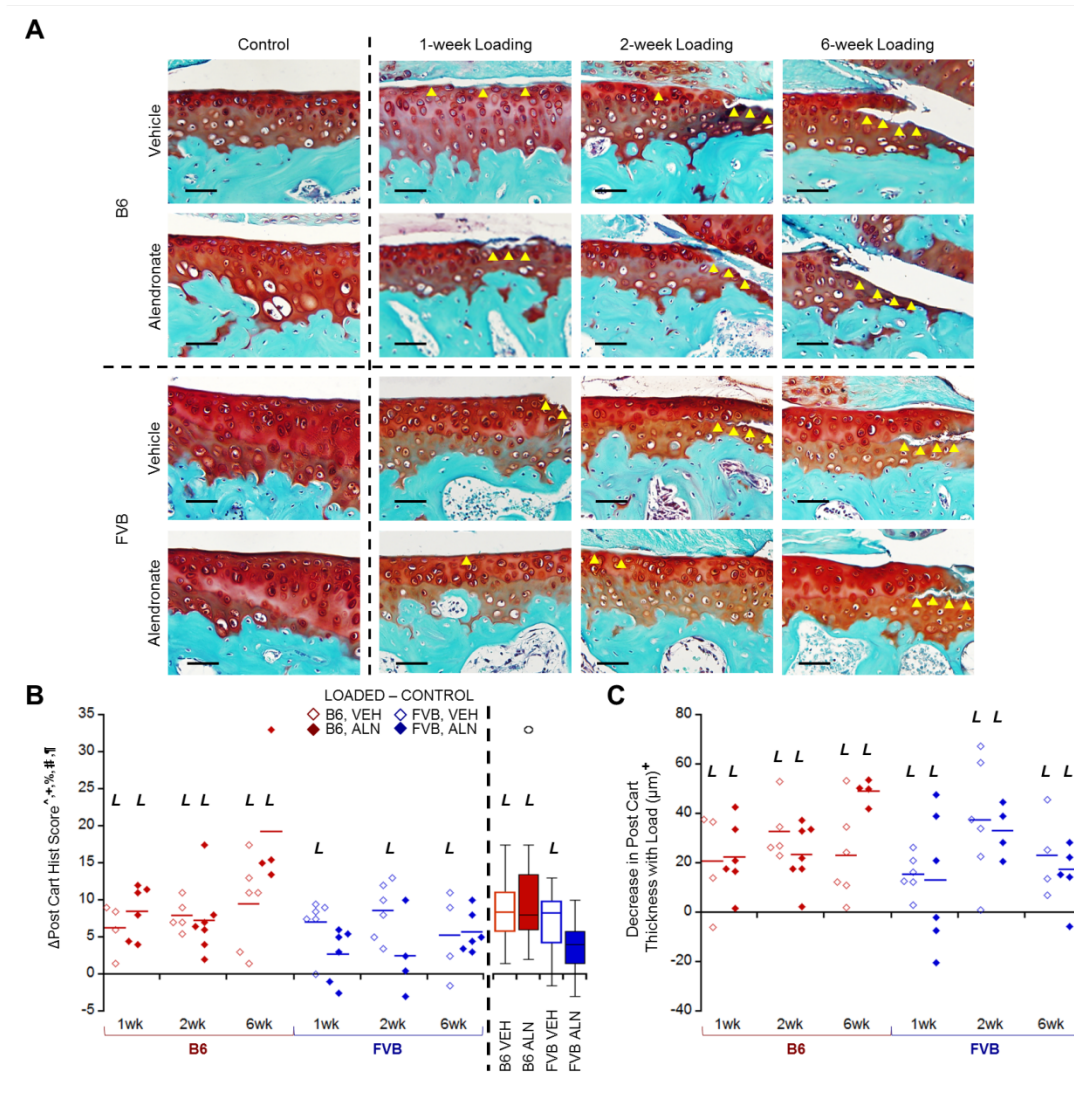 A
Control
1-week Loading
2-week Loading
6-week Loading
B6
Vehicle
Alendronate
FVB
Vehicle
Alendronate
B
LOADED – CONTROL
B6, VEH
FVB, VEH
B6, ALN
FVB, ALN
ΔPost Cart Hist Score^,+,%,#,¶
35
30
25
20
15
10
5
0
-5
L L L L L L L L L L L L
1wk 2wk 6wk 1wk 2wk 6wk
B6 FVB
B6 VEH
B6 ALN
FVB VEH
FVB ALN
C
Decrease in Post Cart
Thickness with Load (µm)+
80
60
40
20
0
-20
-40
L L L L L L L L L L L L
1wk 2wk 6wk 1wk 2wk 6wk
B6 FVB